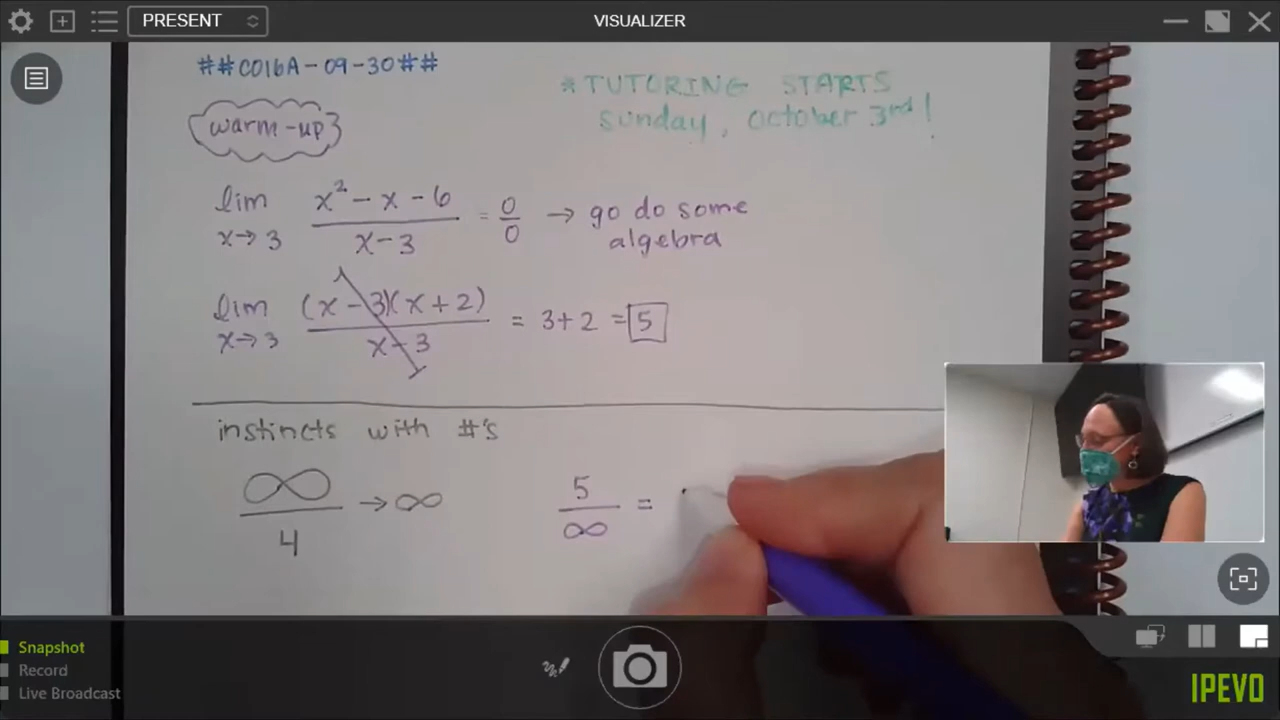 PRESENT
VISUALIZER
##C016A-09-30##
*TUTORING STARTS
sunday, october 3rd!
warm-up
lim x→3 x² - x - 6 / x - 3 = 0/0 → go do some
algebra
lim x→3 (x - 3)(x + 2) / x - 3 = 3+2 = 5
instincts with #'s
∞/4 → ∞ 5/∞ =
Snapshot
Record
Live Broadcast
IPEVO